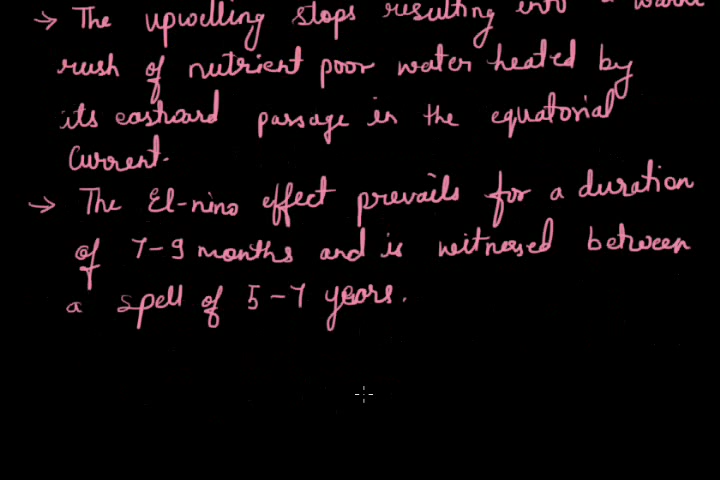 → The upwelling stops resulting into a warm
rush of nutrient poor water heated by
its eastward passage in the equatorial
Current.
→ The El-nino effect prevails for a duration
of 7-9 months and is witnessed between
a spell of 5-7 years.